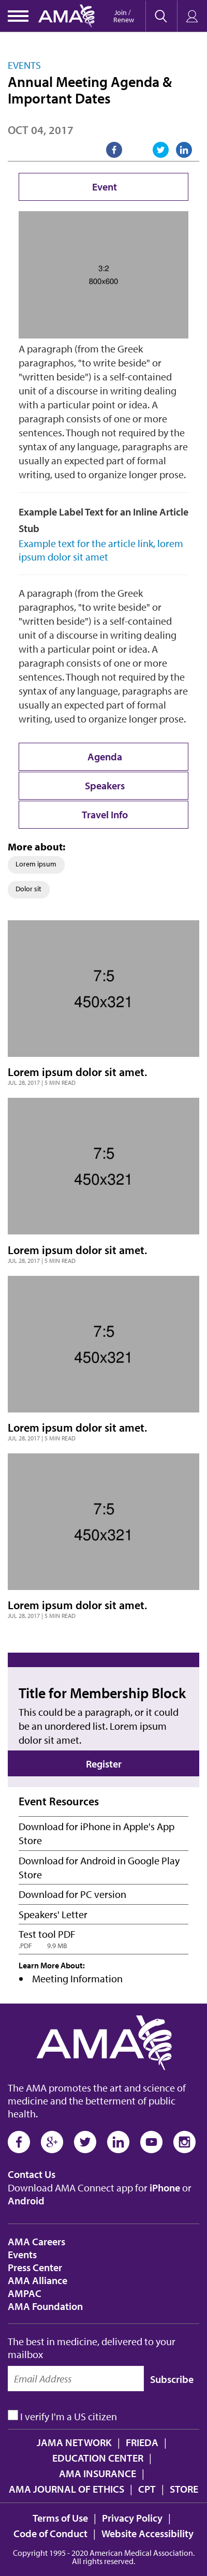 AMA
Join /
Renew
EVENTS
Annual Meeting Agenda &
Important Dates
OCT 04, 2017
Event
3:2
800x600
A paragraph (from the Greek
paragraphos, "to write beside" or
"written beside") is a self-contained
unit of a discourse in writing dealing
with a particular point or idea. A
paragraph consists of one or more
sentences. Though not required by the
syntax of any language, paragraphs are
usually an expected part of formal
writing, used to organize longer prose.
Example Label Text for an Inline Article
Stub
Example text for the article link, lorem
ipsum dolor sit amet
A paragraph (from the Greek
paragraphos, "to write beside" or
"written beside") is a self-contained
unit of a discourse in writing dealing
with a particular point or idea. A
paragraph consists of one or more
sentences. Though not required by the
syntax of any language, paragraphs are
usually an expected part of formal
writing, used to organize longer prose.
Agenda
Speakers
Travel Info
More about:
Lorem ipsum
Dolor sit
7:5
450x321
Lorem ipsum dolor sit amet.
JUL 28, 2017 | 5 MIN READ
7:5
450x321
Lorem ipsum dolor sit amet.
JUL 28, 2017 | 5 MIN READ
7:5
450x321
Lorem ipsum dolor sit amet.
JUL 28, 2017 | 5 MIN READ
7:5
450x321
Lorem ipsum dolor sit amet.
JUL 28, 2017 | 5 MIN READ
Title for Membership Block
This could be a paragraph, or it could
be an unordered list. or Lorem ipsum
dolor sit amet.
Register
Event Resources
Download for iPhone in Apple's App
Store
Download for Android in Google Play
Store
Download for PC version
Speakers' Letter
Test tool PDF
.PDF 9.9 MB
Learn More About:
• Meeting Information
AMA
The AMA promotes the art and science of
medicine and the betterment of public
health.
Contact Us
Download AMA Connect app for iPhone or
Android
AMA Careers
Events
Press Center
AMA Alliance
AMPAC
AMA Foundation
The best in medicine, delivered to your
mailbox
Email Address
Subscribe
I verify I'm a US citizen
JAMA NETWORK | FRIEDA |
EDUCATION CENTER |
AMA INSURANCE |
AMA JOURNAL OF ETHICS | CPT | STORE
Terms of Use | Privacy Policy |
Code of Conduct | Website Accessibility
Copyright 1995 - 2020 American Medical Association.
All rights reserved.